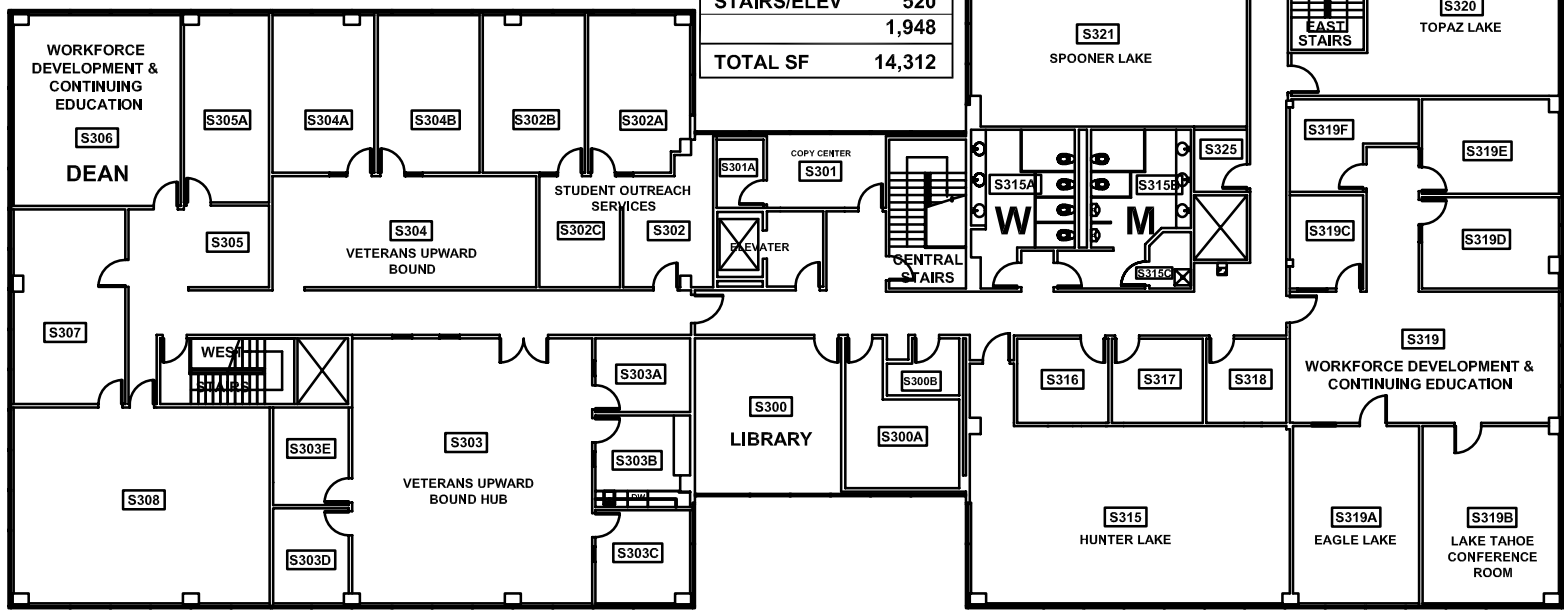 STAIRS/ELEV 520
1,948
TOTAL SF 14,312
WORKFORCE
DEVELOPMENT &
CONTINUING
EDUCATION
S306
DEAN
S305A
S304A
S304B
S302B
S302A
S305
S304
VETERANS UPWARD
BOUND
STUDENT OUTREACH
SERVICES
S302C
S302
S301A
COPY CENTER
S301
ELEVATER
CENTRAL
STAIRS
S321
SPOONER LAKE
EAST
STAIRS
S320
TOPAZ LAKE
S315A
W
S315B
M
S315C
S325
S319F
S319E
S319C
S319D
S307
WEST
STAIRS
S308
S303E
S303D
S303
VETERANS UPWARD
BOUND HUB
S303A
S303B
DW
S303C
S300
LIBRARY
S300B
S300A
S316
S317
S318
S319
WORKFORCE DEVELOPMENT &
CONTINUING EDUCATION
S315
HUNTER LAKE
S319A
EAGLE LAKE
S319B
LAKE TAHOE
CONFERENCE
ROOM